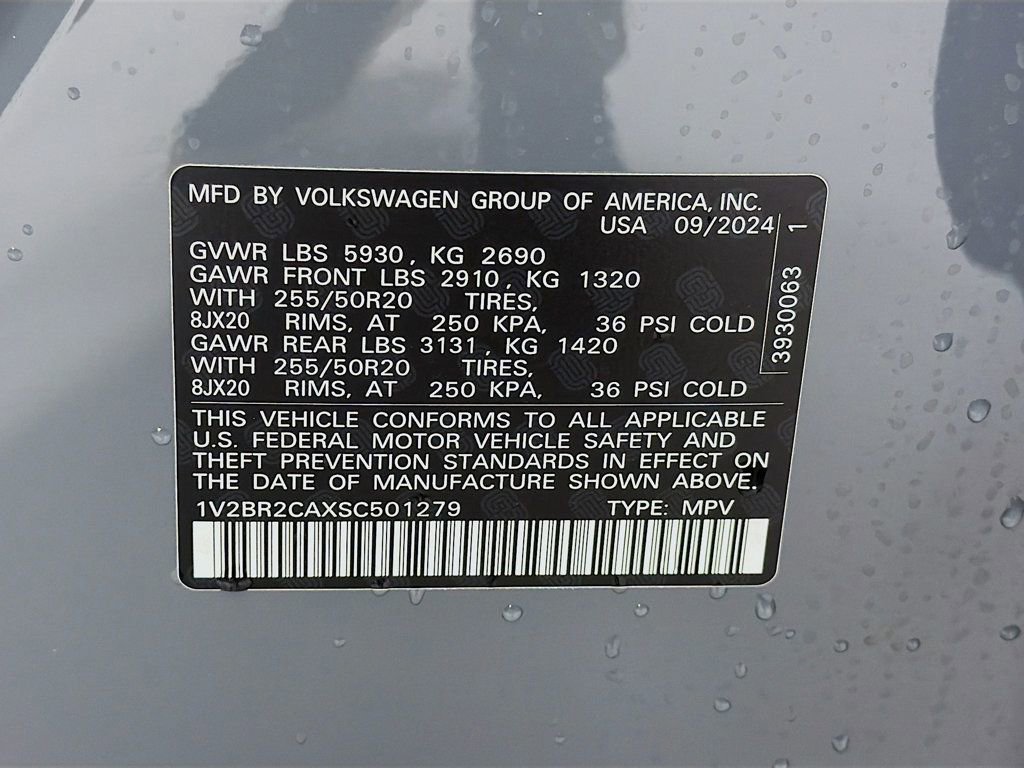 MFD BY VOLKSWAGEN GROUP OF AMERICA, INC.
USA 09/2024
GVWR LBS 5930, KG 2690
GAWR FRONT LBS 2910, KG 1320
WITH 255/50R20 TIRES,
8JX20 RIMS, AT 250 KPA, 36 PSI COLD
GAWR REAR LBS 3131, KG 1420
WITH 255/50R20 TIRES,
8JX20 RIMS, AT 250 KPA, 36 PSI COLD
3930063 1
THIS VEHICLE CONFORMS TO ALL APPLICABLE
U.S. FEDERAL MOTOR VEHICLE SAFETY AND
THEFT PREVENTION STANDARDS IN EFFECT ON
THE DATE OF MANUFACTURE SHOWN ABOVE.
1V2BR2CAXSC501279 TYPE: MPV